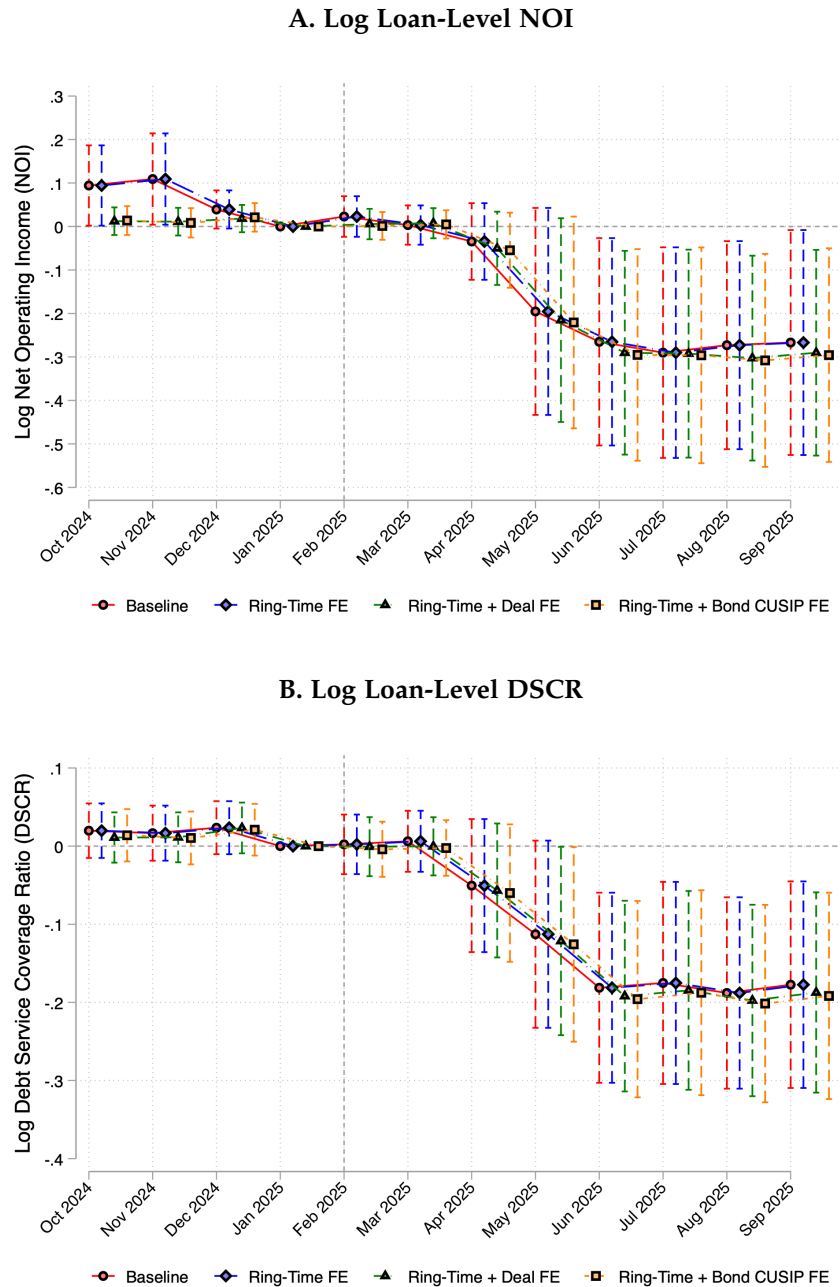 A. Log Loan-Level NOI
Log Net Operating Income (NOI)
.3
.2
.1
0
-.1
-.2
-.3
-.4
-.5
-.6
Oct 2024
Nov 2024
Dec 2024
Jan 2025
Feb 2025
Mar 2025
Apr 2025
May 2025
Jun 2025
Jul 2025
Aug 2025
Sep 2025
Baseline Ring-Time FE Ring-Time + Deal FE Ring-Time + Bond CUSIP FE
B. Log Loan-Level DSCR
Log Debt Service Coverage Ratio (DSCR)
.1
0
-.1
-.2
-.3
-.4
Oct 2024
Nov 2024
Dec 2024
Jan 2025
Feb 2025
Mar 2025
Apr 2025
May 2025
Jun 2025
Jul 2025
Aug 2025
Sep 2025
Baseline Ring-Time FE Ring-Time + Deal FE Ring-Time + Bond CUSIP FE